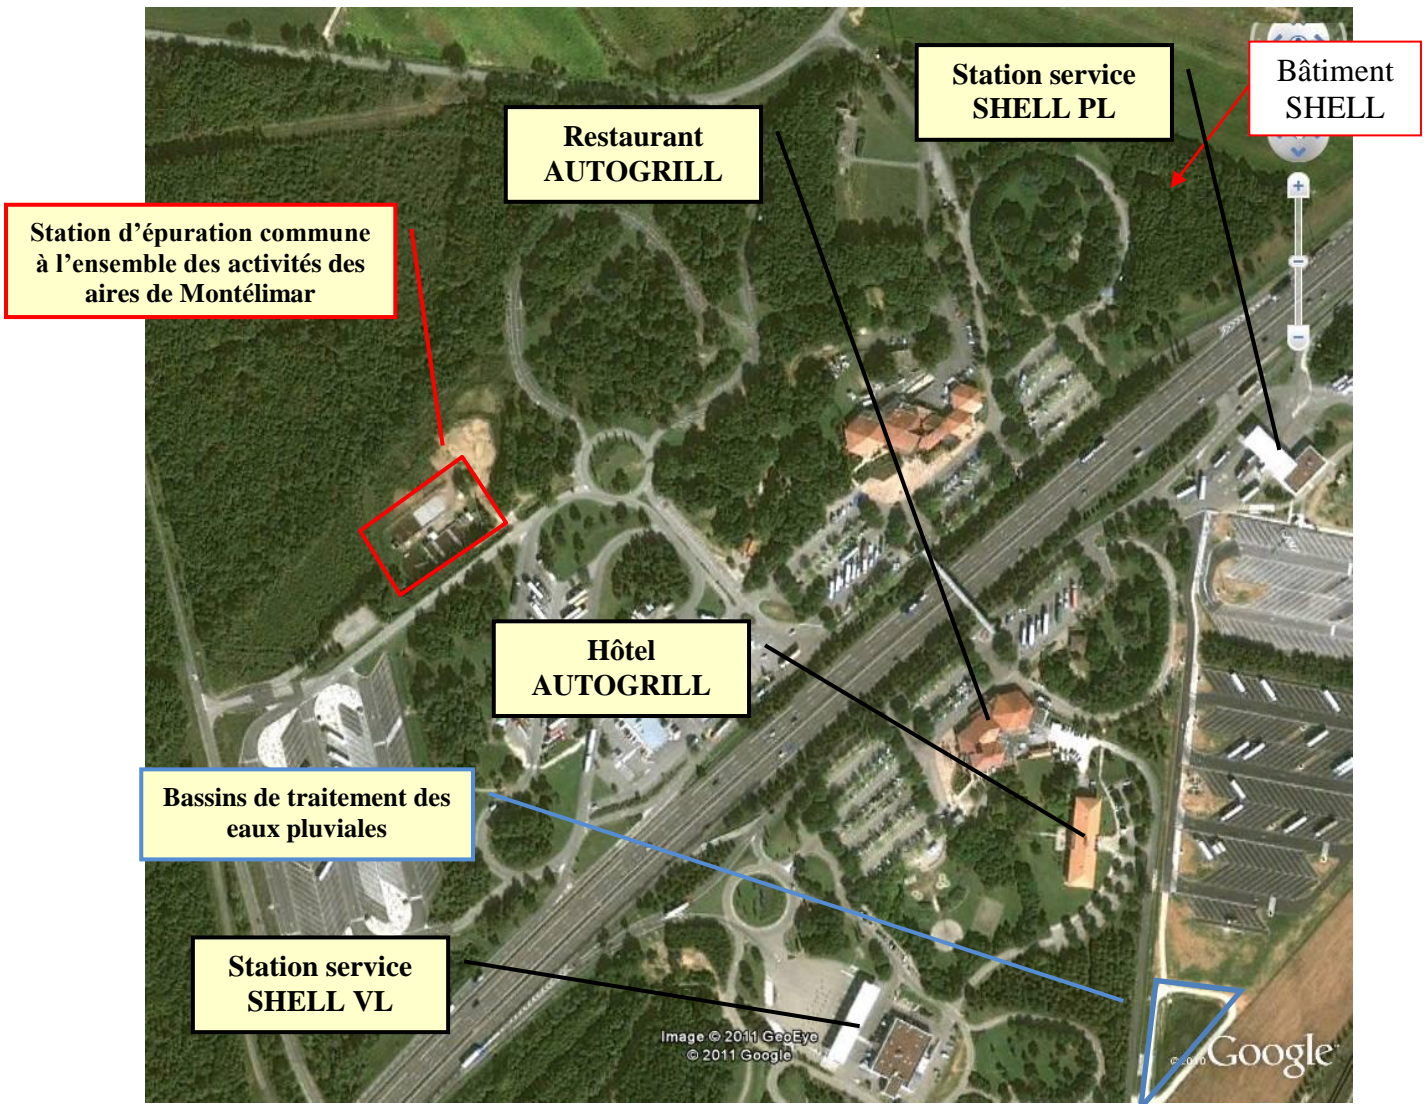 Station service
SHELL PL
Bâtiment
SHELL
Restaurant
AUTOGRILL
Station d’épuration commune
à l’ensemble des activités des
aires de Montélimar
Hôtel
AUTOGRILL
Bassins de traitement des
eaux pluviales
Station service
SHELL VL
Image © 2011 GeoEye
© 2011 Google
Google